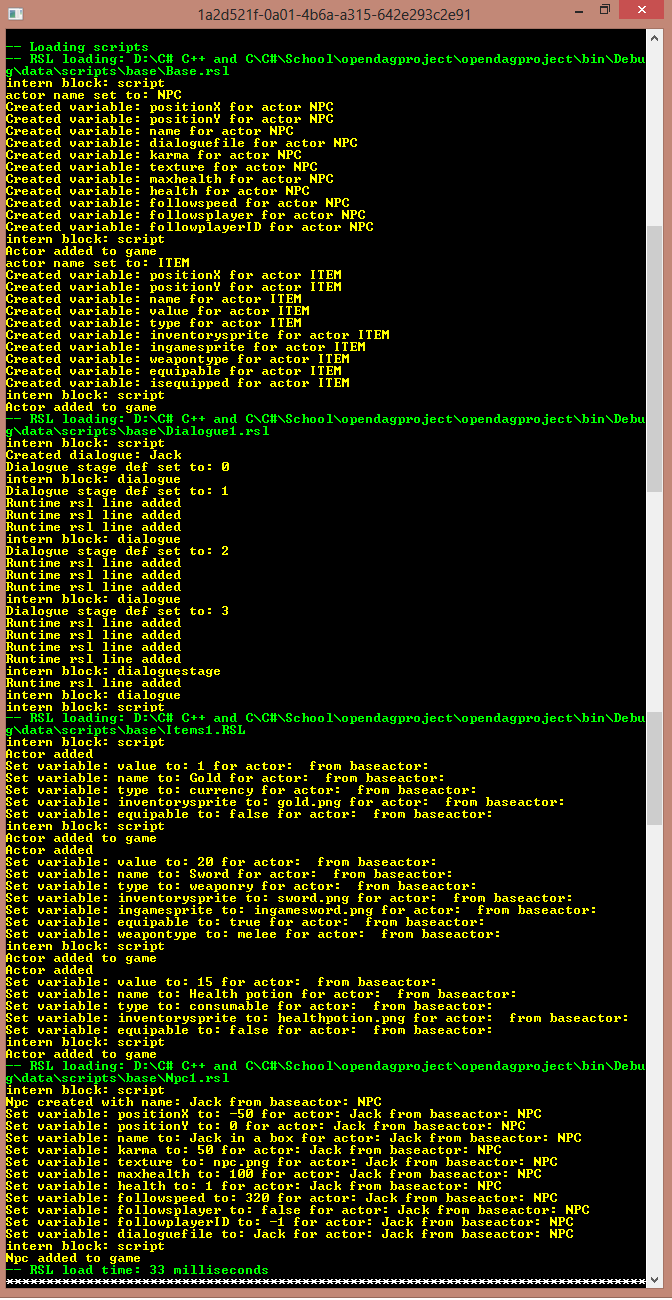 1a2d521f-0a01-4b6a-a315-642e293c2e91
-- Loading scripts
-- RSL loading: D:\C# C++ and C\C#\School\opendagproject\opendagproject\bin\Debu
g\data\scripts\base\Base.rsl
intern block: script
actor name set to: NPC
Created variable: positionX for actor NPC
Created variable: positionY for actor NPC
Created variable: name for actor NPC
Created variable: dialoguefile for actor NPC
Created variable: karma for actor NPC
Created variable: texture for actor NPC
Created variable: maxhealth for actor NPC
Created variable: health for actor NPC
Created variable: followspeed for actor NPC
Created variable: followsplayer for actor NPC
Created variable: followplayerID for actor NPC
intern block: script
Actor added to game
actor name set to: ITEM
Created variable: positionX for actor ITEM
Created variable: positionY for actor ITEM
Created variable: name for actor ITEM
Created variable: value for actor ITEM
Created variable: type for actor ITEM
Created variable: inventorysprite for actor ITEM
Created variable: ingamesprite for actor ITEM
Created variable: weapontype for actor ITEM
Created variable: equipable for actor ITEM
Created variable: isequipped for actor ITEM
intern block: script
Actor added to game
-- RSL loading: D:\C# C++ and C\C#\School\opendagproject\opendagproject\bin\Debu
g\data\scripts\base\Dialogue1.rsl
intern block: script
Created dialogue: Jack
Dialogue stage def set to: 0
intern block: dialogue
Dialogue stage def set to: 1
Runtime rsl line added
Runtime rsl line added
Runtime rsl line added
intern block: dialogue
Dialogue stage def set to: 2
Runtime rsl line added
Runtime rsl line added
Runtime rsl line added
intern block: dialogue
Dialogue stage def set to: 3
Runtime rsl line added
Runtime rsl line added
Runtime rsl line added
Runtime rsl line added
intern block: dialoguestage
Runtime rsl line added
intern block: dialogue
intern block: script
-- RSL loading: D:\C# C++ and C\C#\School\opendagproject\opendagproject\bin\Debu
g\data\scripts\base\Items1.RSL
intern block: script
Actor added
Set variable: value to: 1 for actor:  from baseactor:
Set variable: name to: Gold for actor:  from baseactor:
Set variable: type to: currency for actor:  from baseactor:
Set variable: inventorysprite to: gold.png for actor:  from baseactor:
Set variable: equipable to: false for actor:  from baseactor:
intern block: script
Actor added to game
Actor added
Set variable: value to: 20 for actor:  from baseactor:
Set variable: name to: Sword for actor:  from baseactor:
Set variable: type to: weaponry for actor:  from baseactor:
Set variable: inventorysprite to: sword.png for actor:  from baseactor:
Set variable: ingamesprite to: ingamesword.png for actor:  from baseactor:
Set variable: equipable to: true for actor:  from baseactor:
Set variable: weapontype to: melee for actor:  from baseactor:
intern block: script
Actor added to game
Actor added
Set variable: value to: 15 for actor:  from baseactor:
Set variable: name to: Health potion for actor:  from baseactor:
Set variable: type to: consumable for actor:  from baseactor:
Set variable: inventorysprite to: healthpotion.png for actor:  from baseactor:
Set variable: equipable to: false for actor:  from baseactor:
intern block: script
Actor added to game
-- RSL loading: D:\C# C++ and C\C#\School\opendagproject\opendagproject\bin\Debu
g\data\scripts\base\Npc1.rsl
intern block: script
Npc created with name: Jack from baseactor: NPC
Set variable: positionX to: -50 for actor: Jack from baseactor: NPC
Set variable: positionY to: 0 for actor: Jack from baseactor: NPC
Set variable: name to: Jack in a box for actor: Jack from baseactor: NPC
Set variable: karma to: 50 for actor: Jack from baseactor: NPC
Set variable: texture to: npc.png for actor: Jack from baseactor: NPC
Set variable: maxhealth to: 100 for actor: Jack from baseactor: NPC
Set variable: health to: 1 for actor: Jack from baseactor: NPC
Set variable: followspeed to: 320 for actor: Jack from baseactor: NPC
Set variable: followsplayer to: false for actor: Jack from baseactor: NPC
Set variable: followplayerID to: -1 for actor: Jack from baseactor: NPC
Set variable: dialoguefile to: Jack for actor: Jack from baseactor: NPC
intern block: script
Npc added to game
-- RSL load time: 33 milliseconds
********************************************************************************